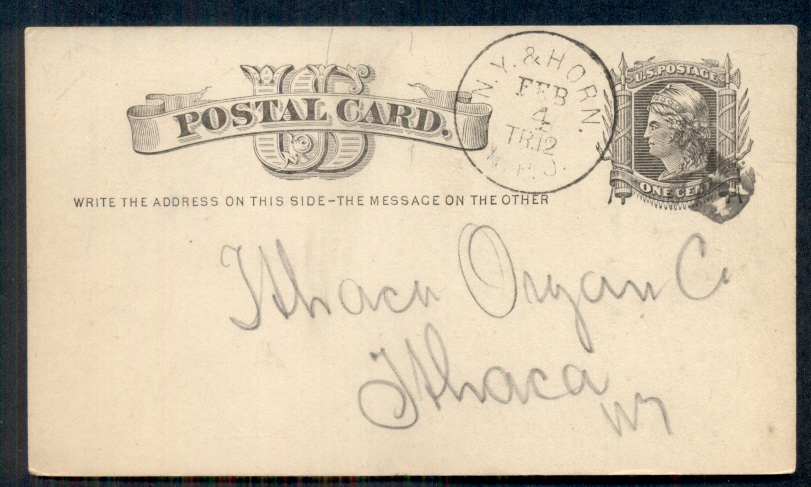 US
POSTAL CARD.
WRITE THE ADDRESS ON THIS SIDE-THE MESSAGE ON THE OTHER
N.Y. & HORN.
FEB
4
TR.12
U.S. POSTAGE
ONE CENT
Ithaca Organ Co
Ithaca
NY